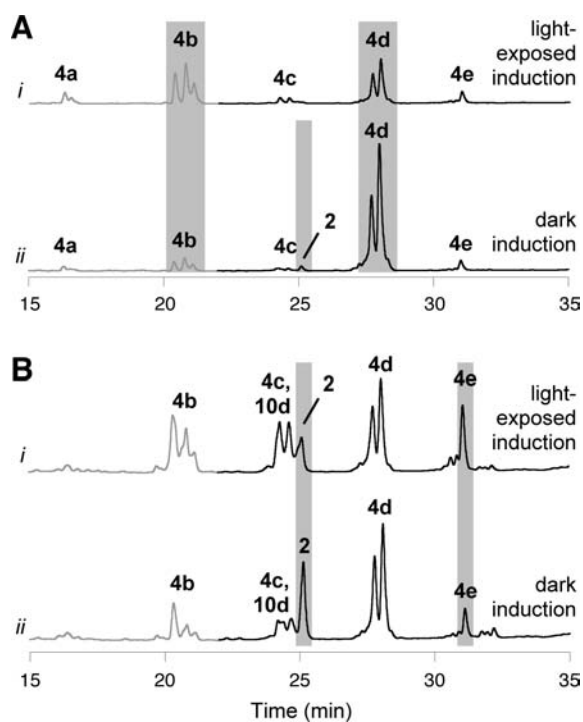 A
4b
4d
light-
exposed
induction
4a
4c
4e
i
4d
2
dark
induction
4a
4b
4c
4e
ii
15 20 25 30 35
B
4c,
10d
2
4d
4e
light-
exposed
induction
4b
i
4c,
10d
2
4d
4b
4e
dark
induction
ii
15 20 25 30 35
Time (min)